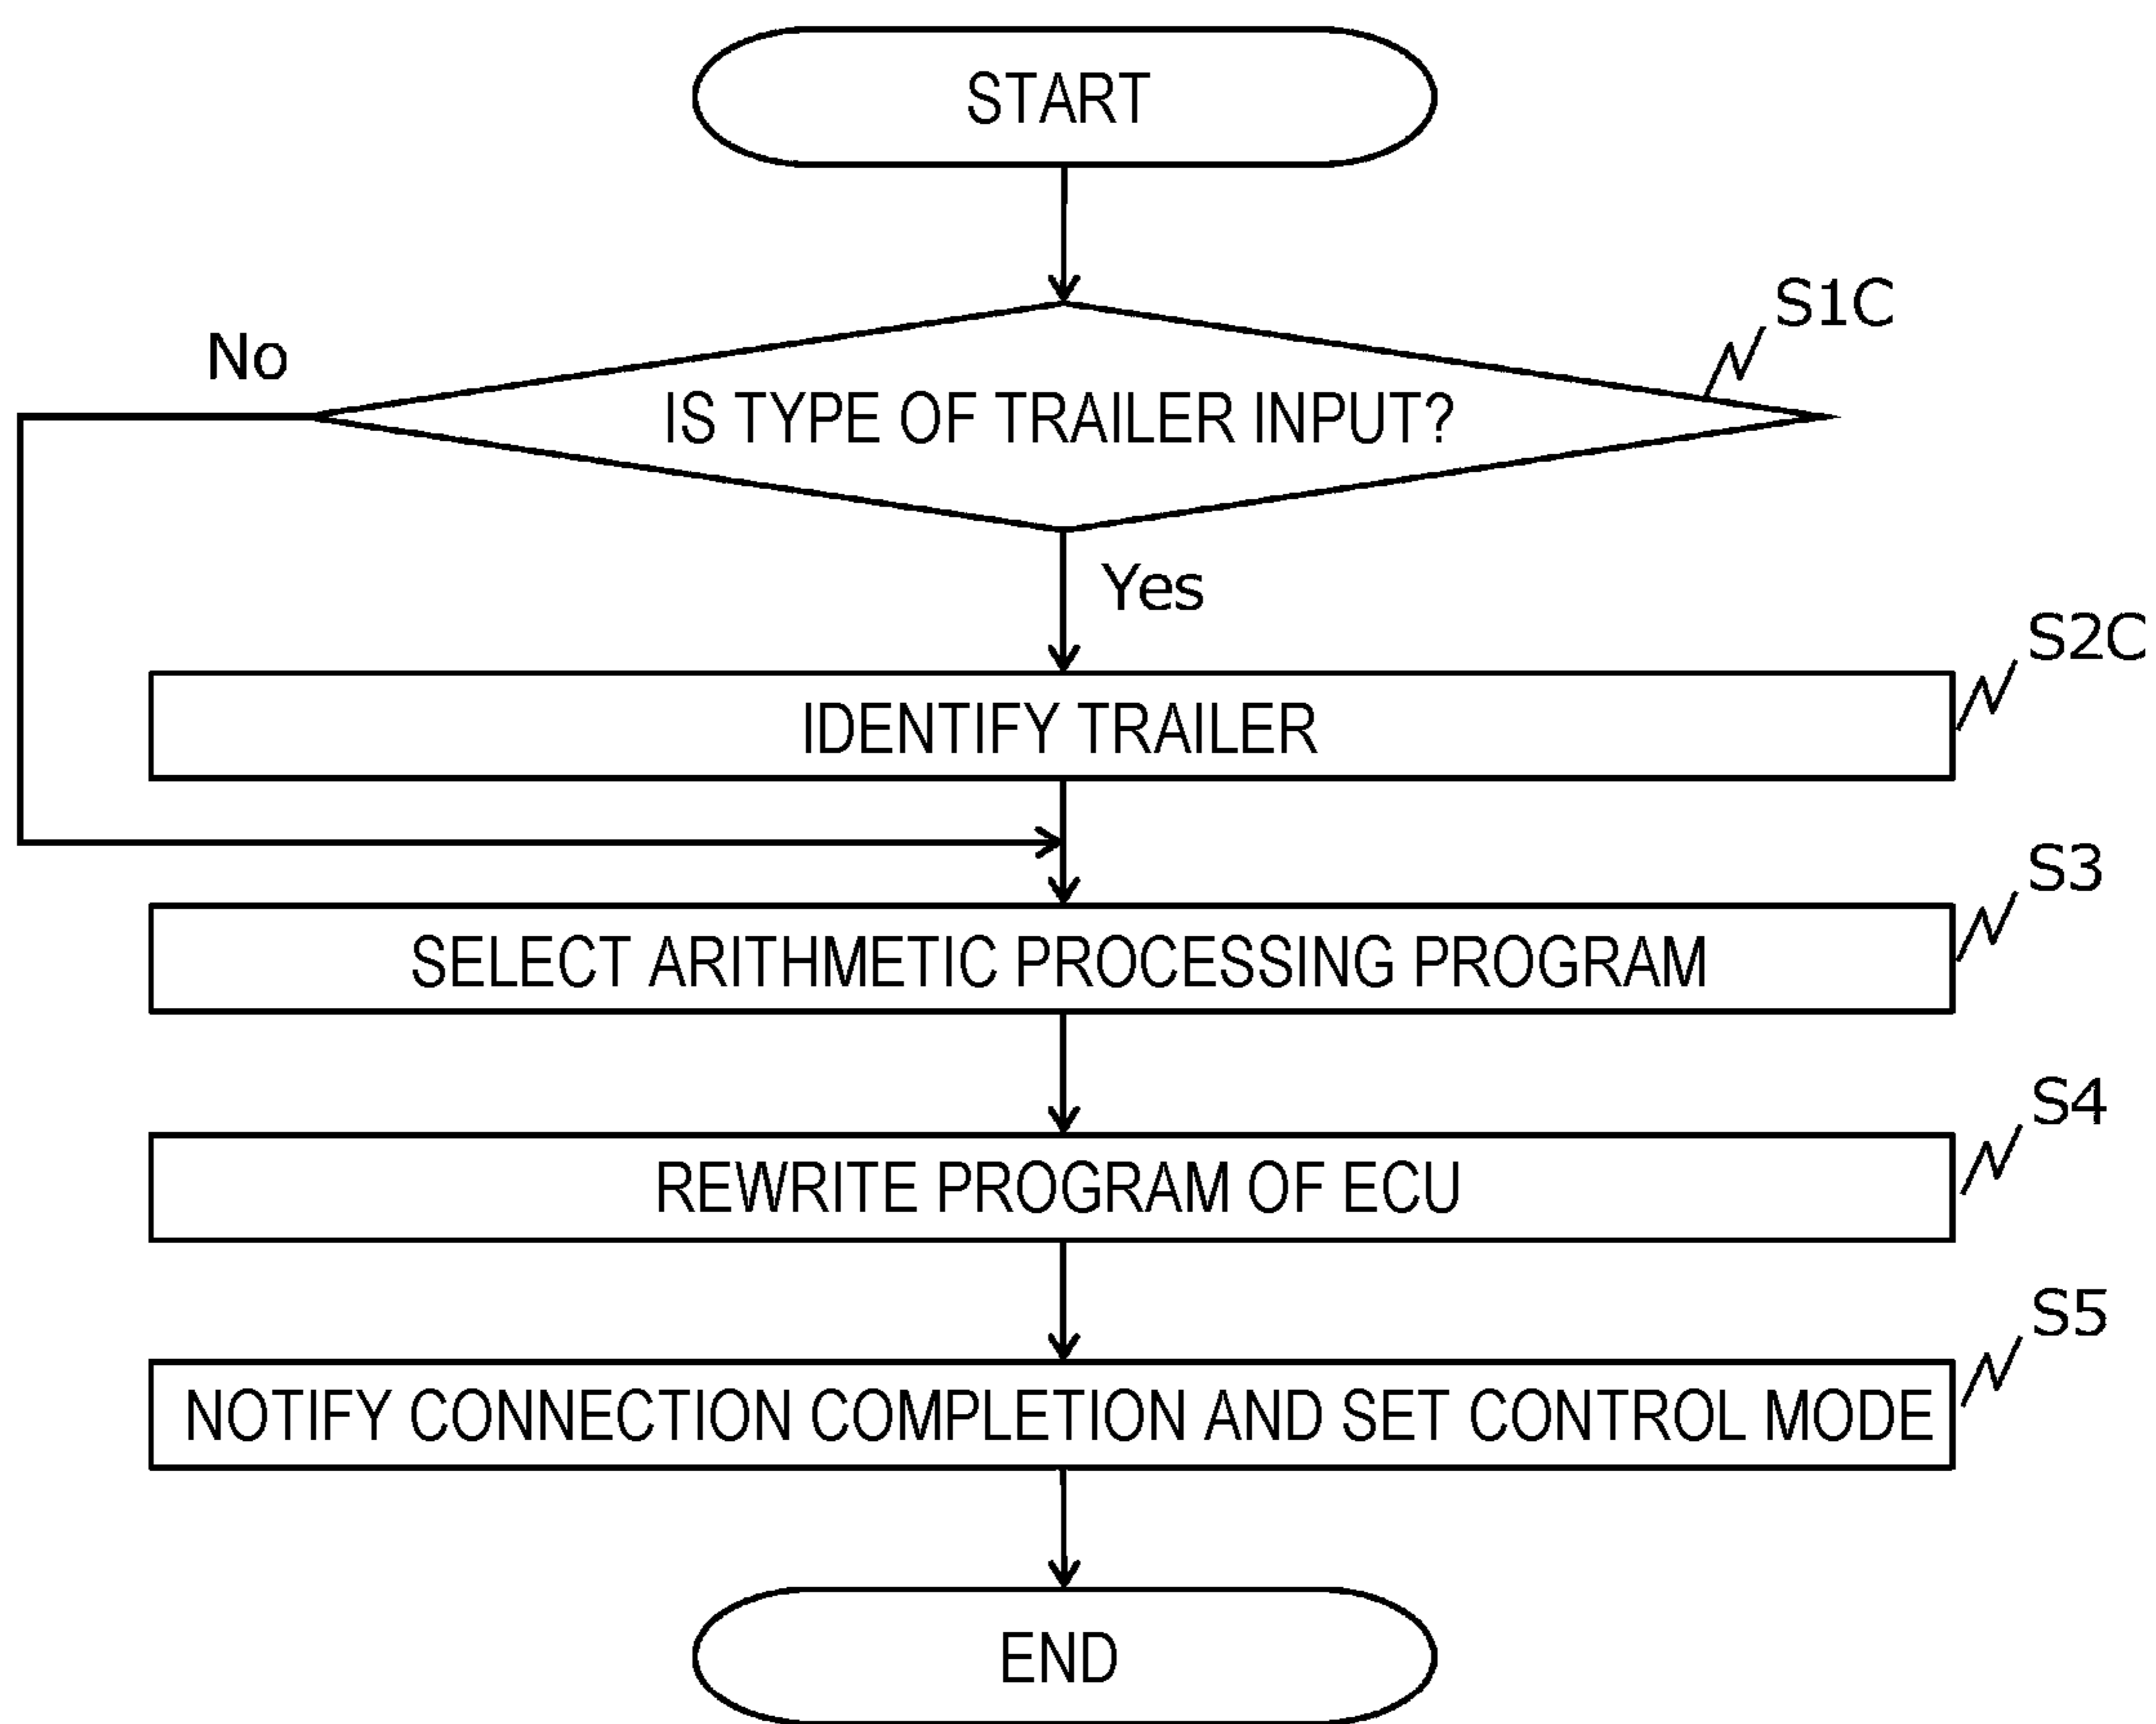 START
S1C
No
IS TYPE OF TRAILER INPUT?
Yes
S2C
IDENTIFY TRAILER
S3
SELECT ARITHMETIC PROCESSING PROGRAM
S4
REWRITE PROGRAM OF ECU
S5
NOTIFY CONNECTION COMPLETION AND SET CONTROL MODE
END